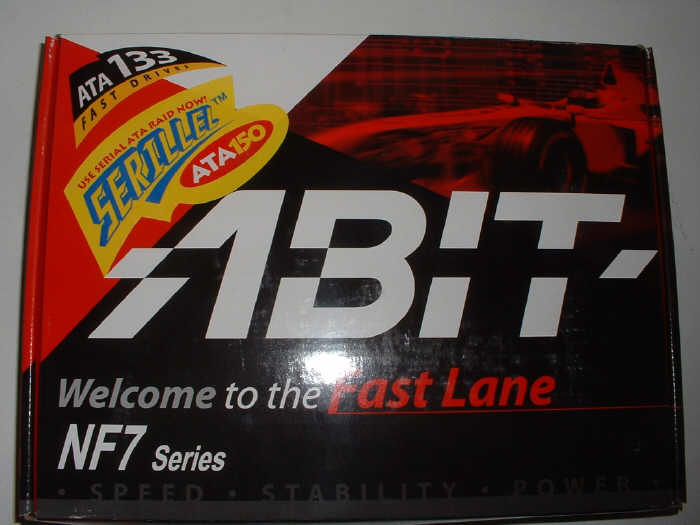 ATA 133
FAST DRIVES
USE SERIAL ATA RAID NOW!
SERILLEL™
ATA150
ABIT
Welcome to the Fast Lane
NF7 Series
· SPEED · STABILITY · POWER ·